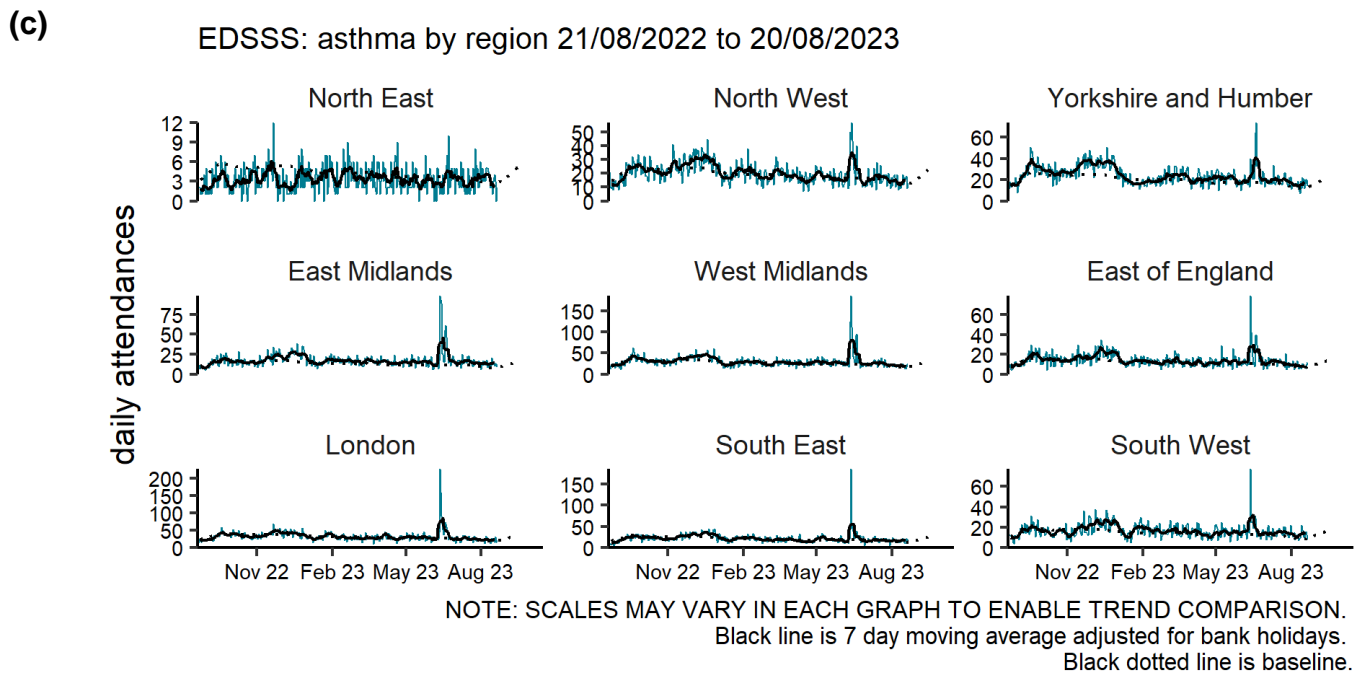 (c)
EDSSS: asthma by region 21/08/2022 to 20/08/2023
daily attendances
North East
12
9
6
3
0
North West
50
40
30
20
10
0
Yorkshire and Humber
60
40
20
0
East Midlands
75
50
25
0
West Midlands
150
100
50
0
East of England
60
40
20
0
London
200
150
100
50
0
South East
150
100
50
0
South West
60
40
20
0
Nov 22 Feb 23 May 23 Aug 23
Nov 22 Feb 23 May 23 Aug 23
Nov 22 Feb 23 May 23 Aug 23
NOTE: SCALES MAY VARY IN EACH GRAPH TO ENABLE TREND COMPARISON.
Black line is 7 day moving average adjusted for bank holidays.
Black dotted line is baseline.